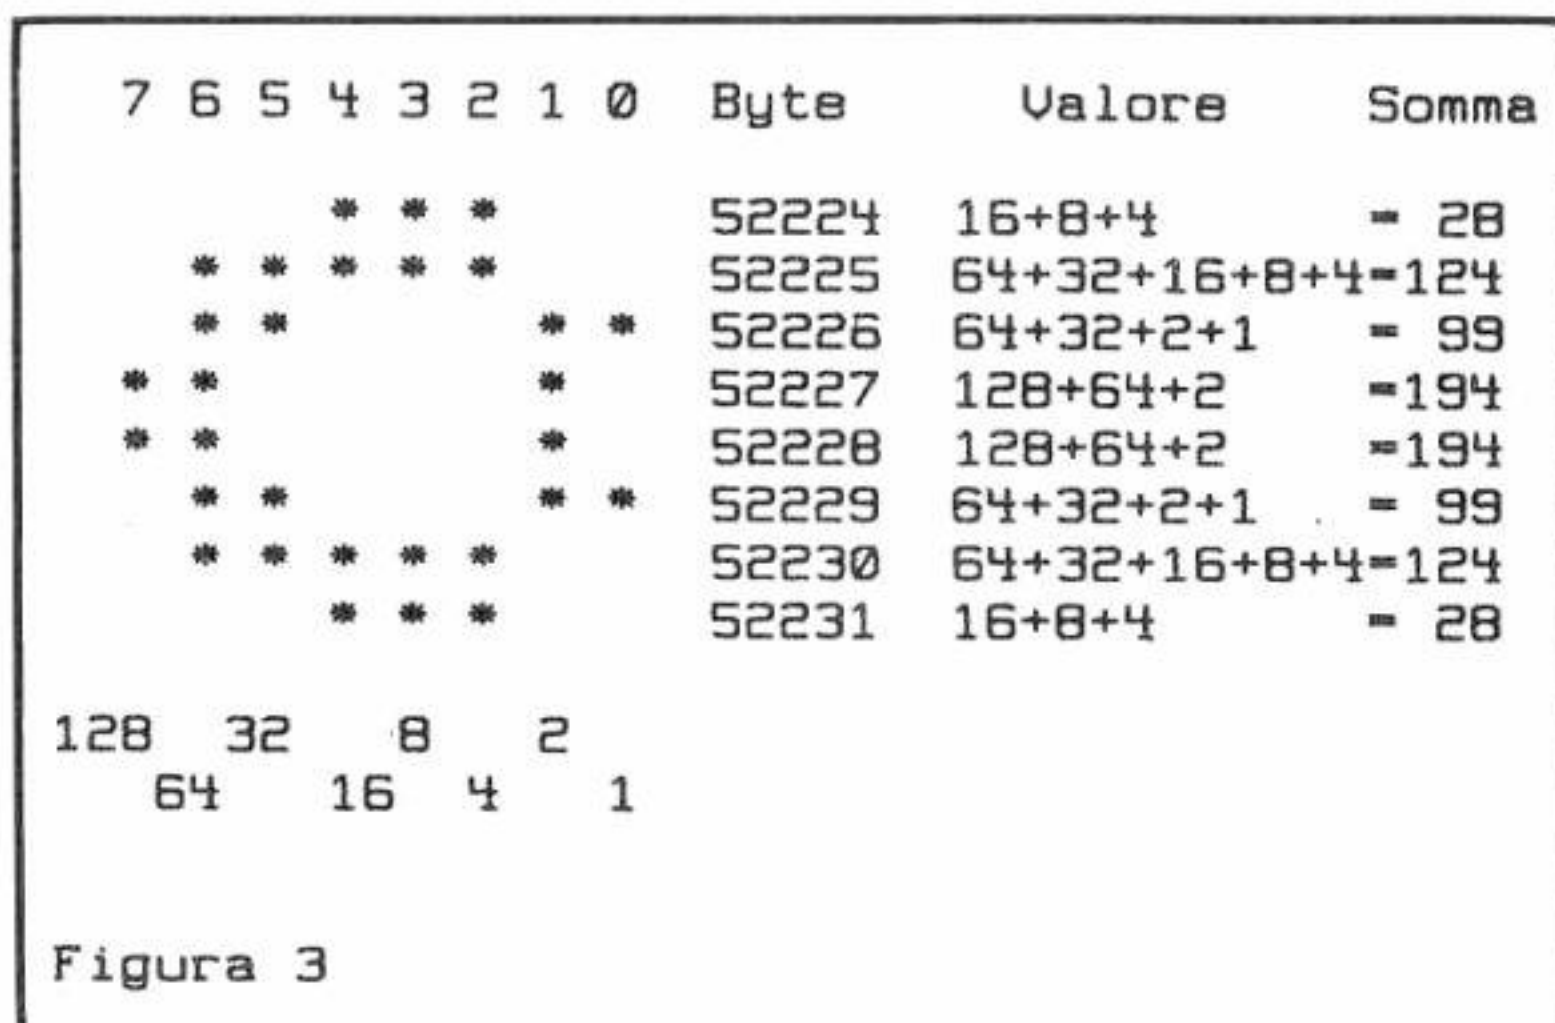 7 6 5 4 3 2 1 0 Byte Valore Somma
* * * 52224 16+8+4 = 28
* * * * * 52225 64+32+16+8+4=124
* * * * 52226 64+32+2+1 = 99
* * * 52227 128+64+2 =194
* * * 52228 128+64+2 =194
* * * * 52229 64+32+2+1 = 99
* * * * * 52230 64+32+16+8+4=124
* * * 52231 16+8+4 = 28
128 32 8 2
64 16 4 1
Figura 3